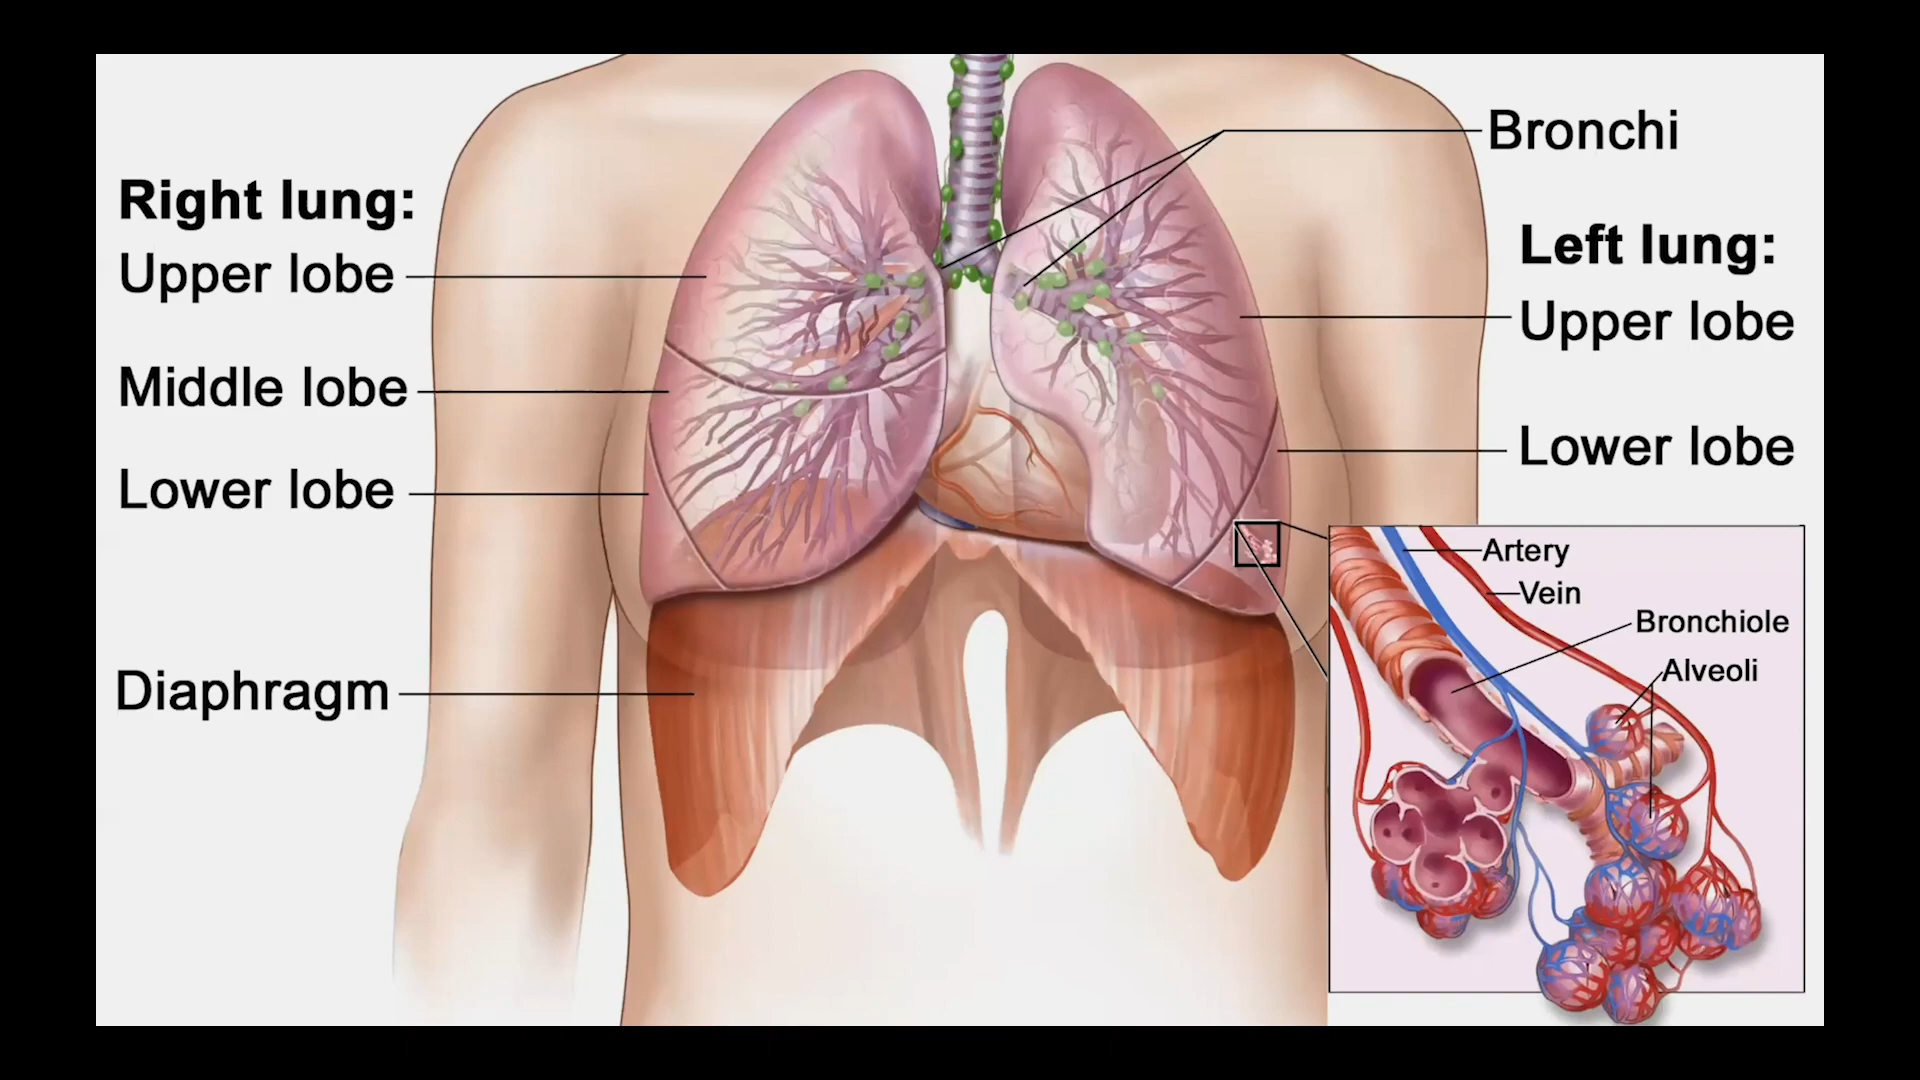 Right lung:
Upper lobe
Middle lobe
Lower lobe
Diaphragm
Bronchi
Left lung:
Upper lobe
Lower lobe
Artery
Vein
Bronchiole
Alveoli